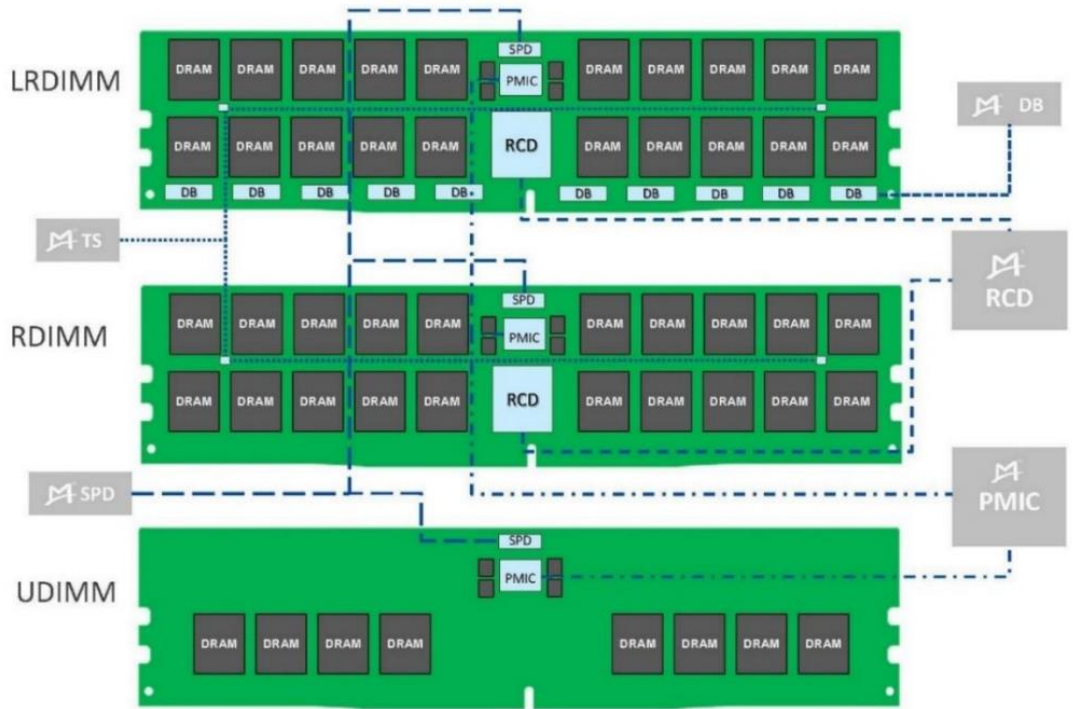 SPD
DRAM DRAM DRAM DRAM DRAM PMIC DRAM DRAM DRAM DRAM DRAM
LRDIMM
DB
DRAM DRAM DRAM DRAM DRAM RCD DRAM DRAM DRAM DRAM DRAM
DB DB DB DB DB DB DB DB DB DB
TS
RCD
SPD
DRAM DRAM DRAM DRAM DRAM PMIC DRAM DRAM DRAM DRAM DRAM
RDIMM
DRAM DRAM DRAM DRAM DRAM RCD DRAM DRAM DRAM DRAM DRAM
SPD
PMIC
SPD
PMIC
UDIMM
DRAM DRAM DRAM DRAM DRAM DRAM DRAM DRAM